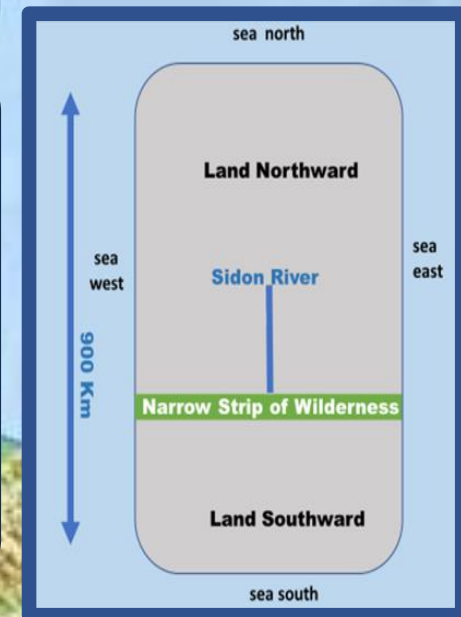 sea north
Land Northward
sea
west
sea
east
Sidon River
900 Km
Narrow Strip of Wilderness
Land Southward
sea south